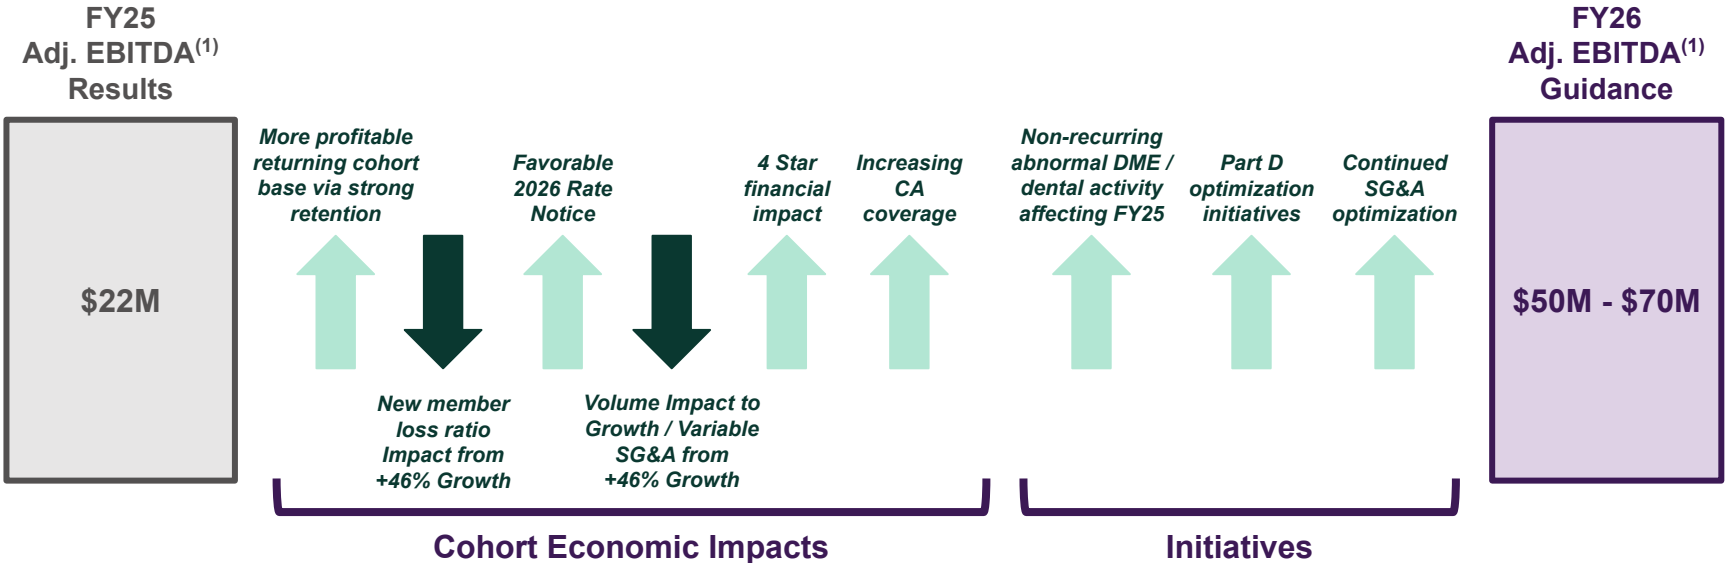 FY25
Adj. EBITDA(1)
Results
$22M
More profitable
returning cohort
base via strong
retention
New member
loss ratio
Impact from
+46% Growth
Favorable
2026 Rate
Notice
Volume Impact to
Growth / Variable
SG&A from
+46% Growth
4 Star
financial
impact
Increasing
CA
coverage
Cohort Economic Impacts
Non-recurring
abnormal DME /
dental activity
affecting FY25
Part D
optimization
initiatives
Continued
SG&A
optimization
Initiatives
FY26
Adj. EBITDA(1)
Guidance
$50M - $70M